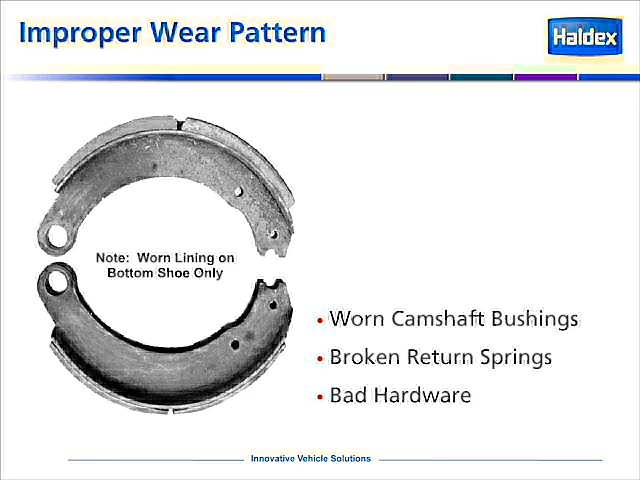 Improper Wear Pattern
Haldex
Note: Worn Lining on
Bottom Shoe Only
• Worn Camshaft Bushings
• Broken Return Springs
• Bad Hardware
Innovative Vehicle Solutions